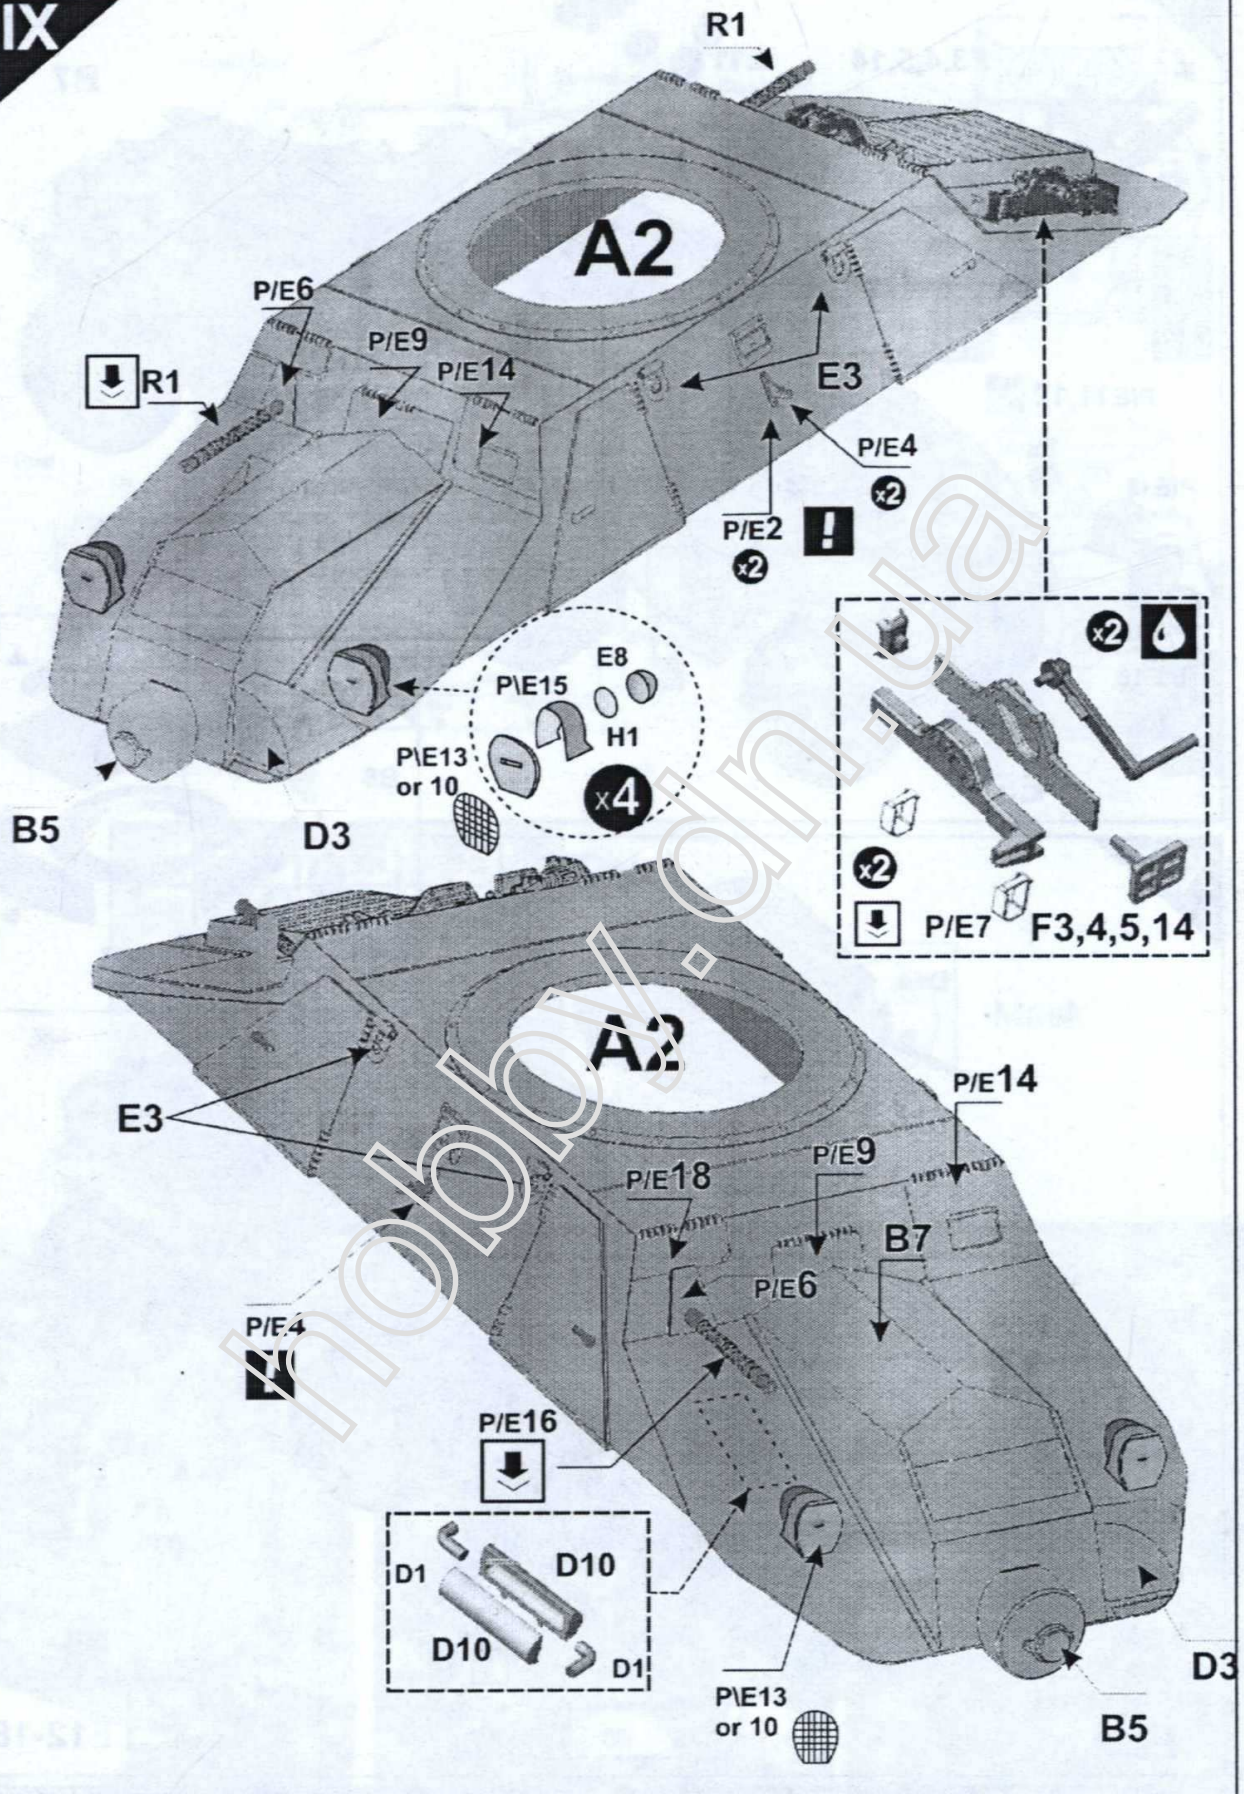 IX
R1
A2
P/E6
P/E9
P/E14
R1
E3
P/E4
x2
P/E2
x2
!
x2
E8
P\E15
H1
P\E13
or 10
x4
B5
D3
x2
P/E7
F3,4,5,14
A2
E3
P/E14
P/E9
P/E18
B7
P/E6
P/E4
!
P/E16
D1
D10
D10
D1
P\E13
or 10
D3
B5
12-18
hobby.dn.ua